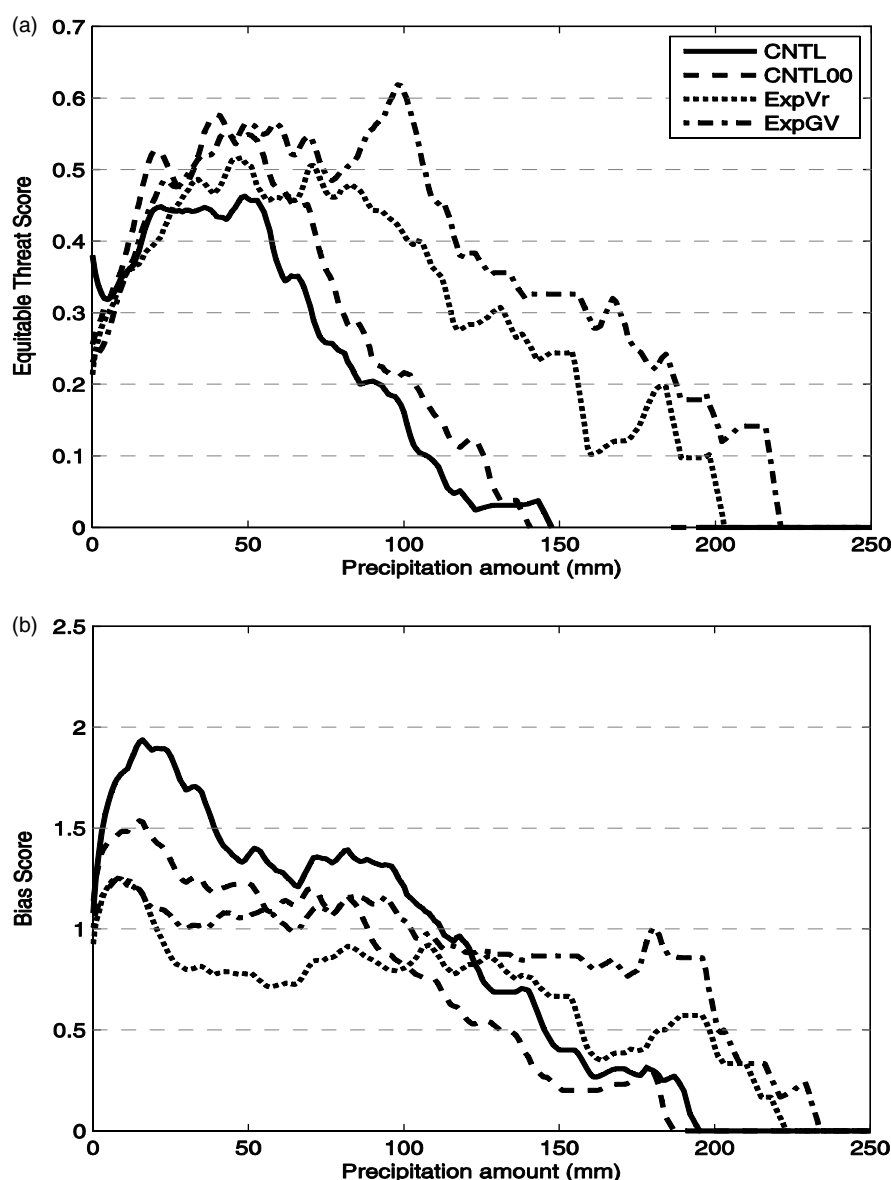 (a)
0.7
0.6
0.5
0.4
0.3
0.2
0.1
0
Equitable Threat Score
CNTL
CNTL00
ExpVr
ExpGV
0 50 100 150 200 250
Precipitation amount (mm)
(b)
2.5
2
1.5
1
0.5
0
Bias Score
0 50 100 150 200 250
Precipitation amount (mm)